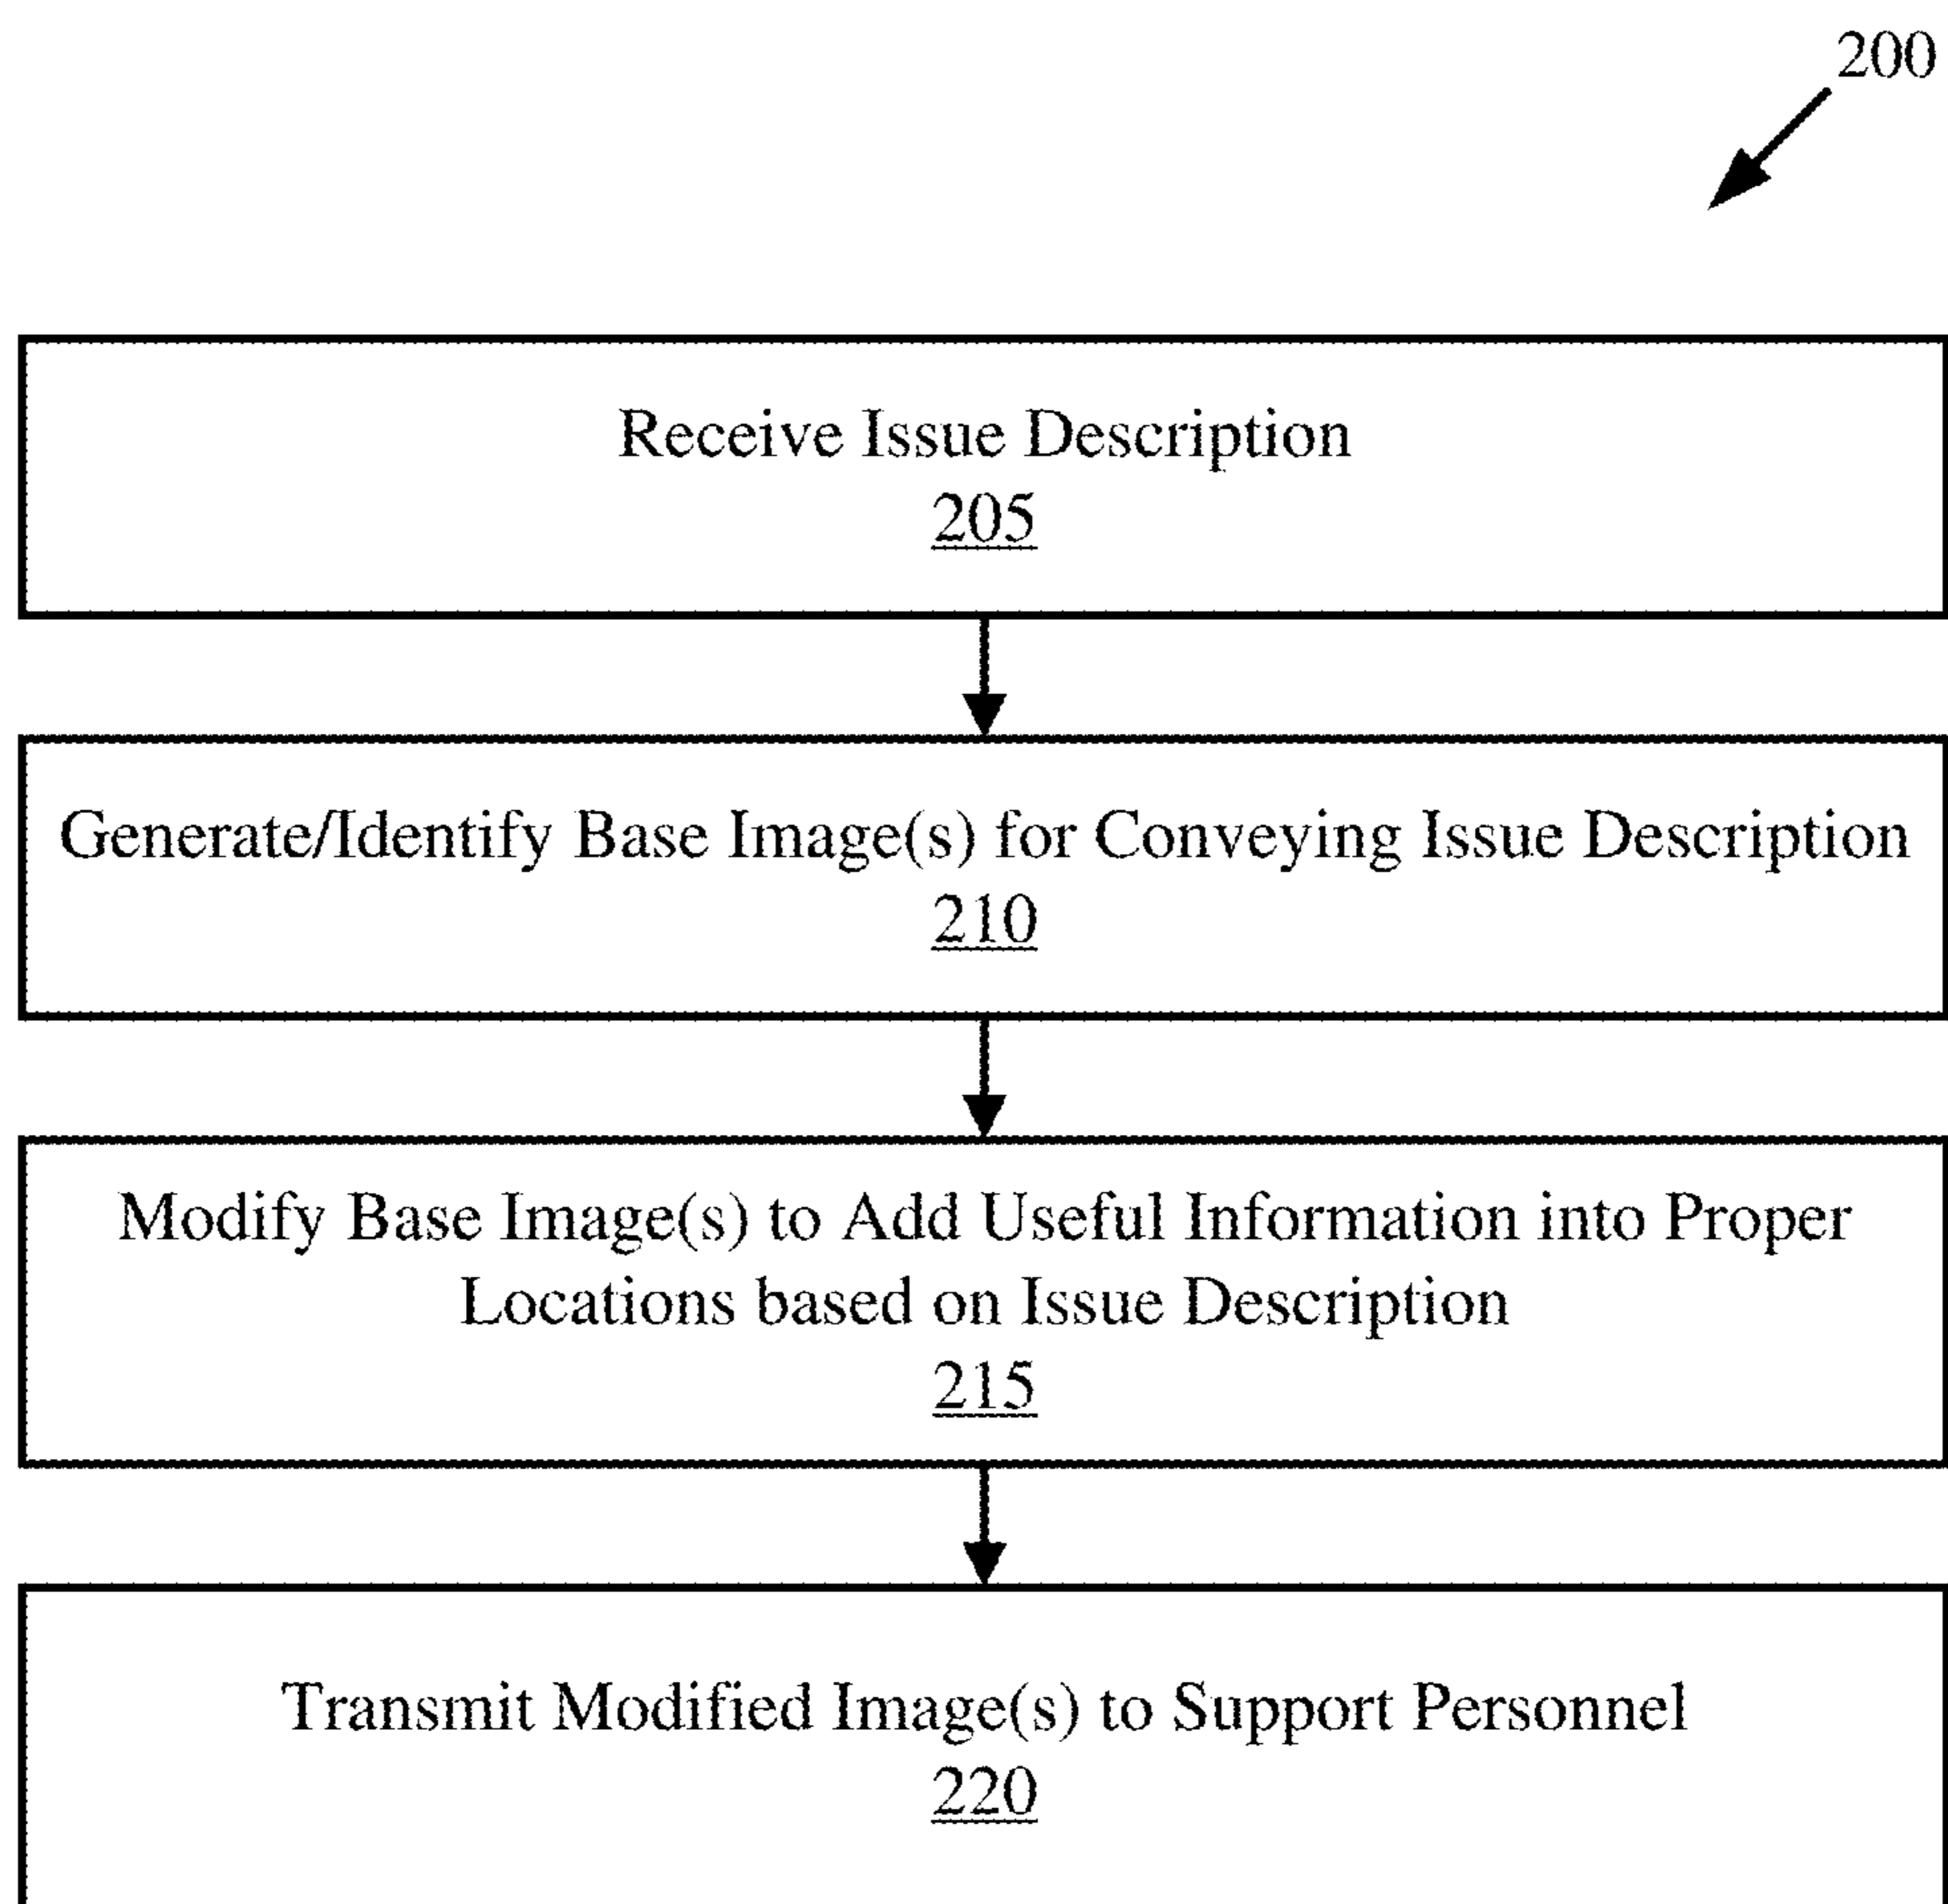 200
Receive Issue Description
205
Generate/Identify Base Image(s) for Conveying Issue Description
210
Modify Base Image(s) to Add Useful Information into Proper
Locations based on Issue Description
215
Transmit Modified Image(s) to Support Personnel
220